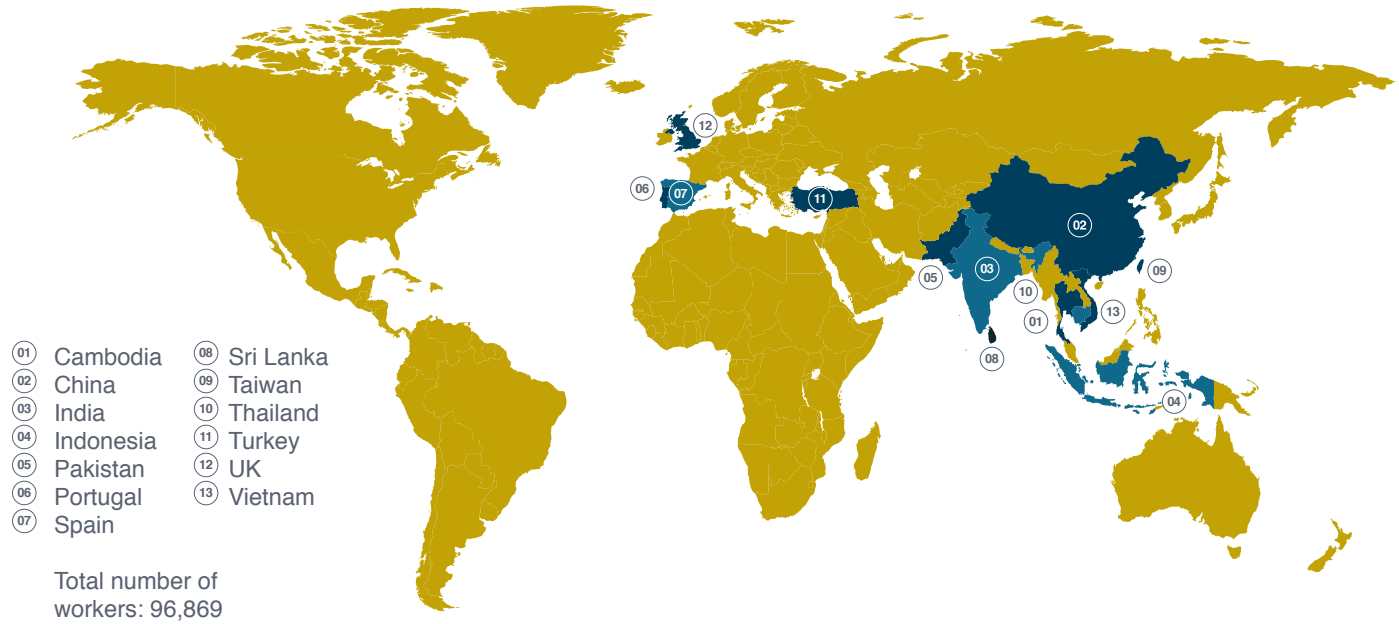 12
06
07
11
02
05
03
09
10
01
13
08
04
01 Cambodia
02 China
03 India
04 Indonesia
05 Pakistan
06 Portugal
07 Spain
08 Sri Lanka
09 Taiwan
10 Thailand
11 Turkey
12 UK
13 Vietnam
Total number of
workers: 96,869